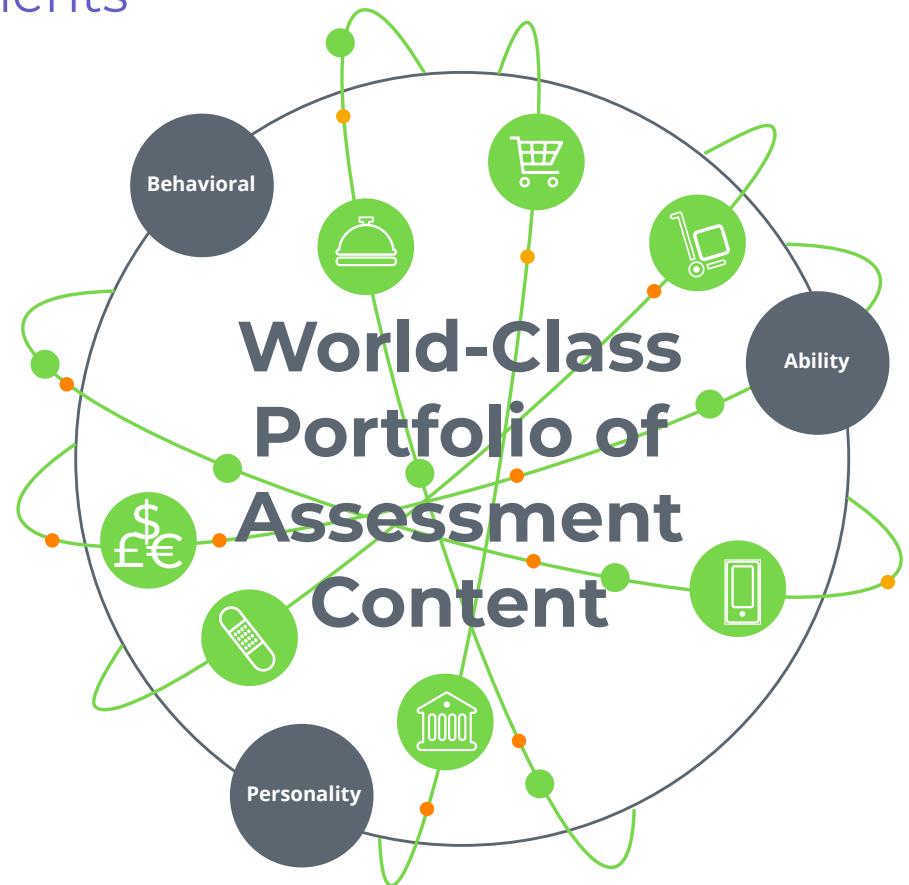 Behavioral
Ability
World-Class
Portfolio of
Assessment
Content
$
£€
Personality